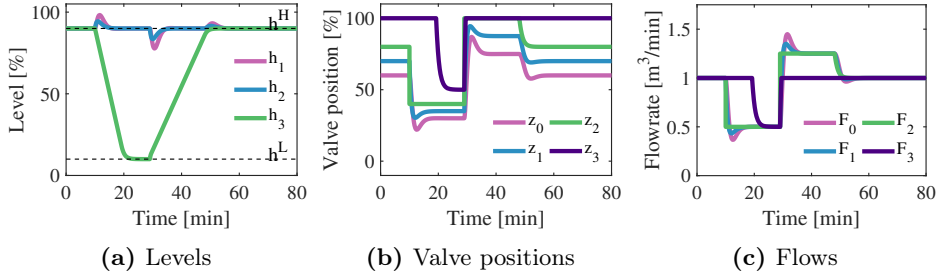 h^H
100
50
0
Level [%]
h_1
h_2
h_3
h^L
0 20 40 60 80
Time [min]
(a) Levels
100
50
0
Valve position [%]
z_0 z_2
z_1 z_3
0 20 40 60 80
Time [min]
(b) Valve positions
1.5
1
0.5
0
Flowrate [m^3/min]
F_0 F_2
F_1 F_3
0 20 40 60 80
Time [min]
(c) Flows